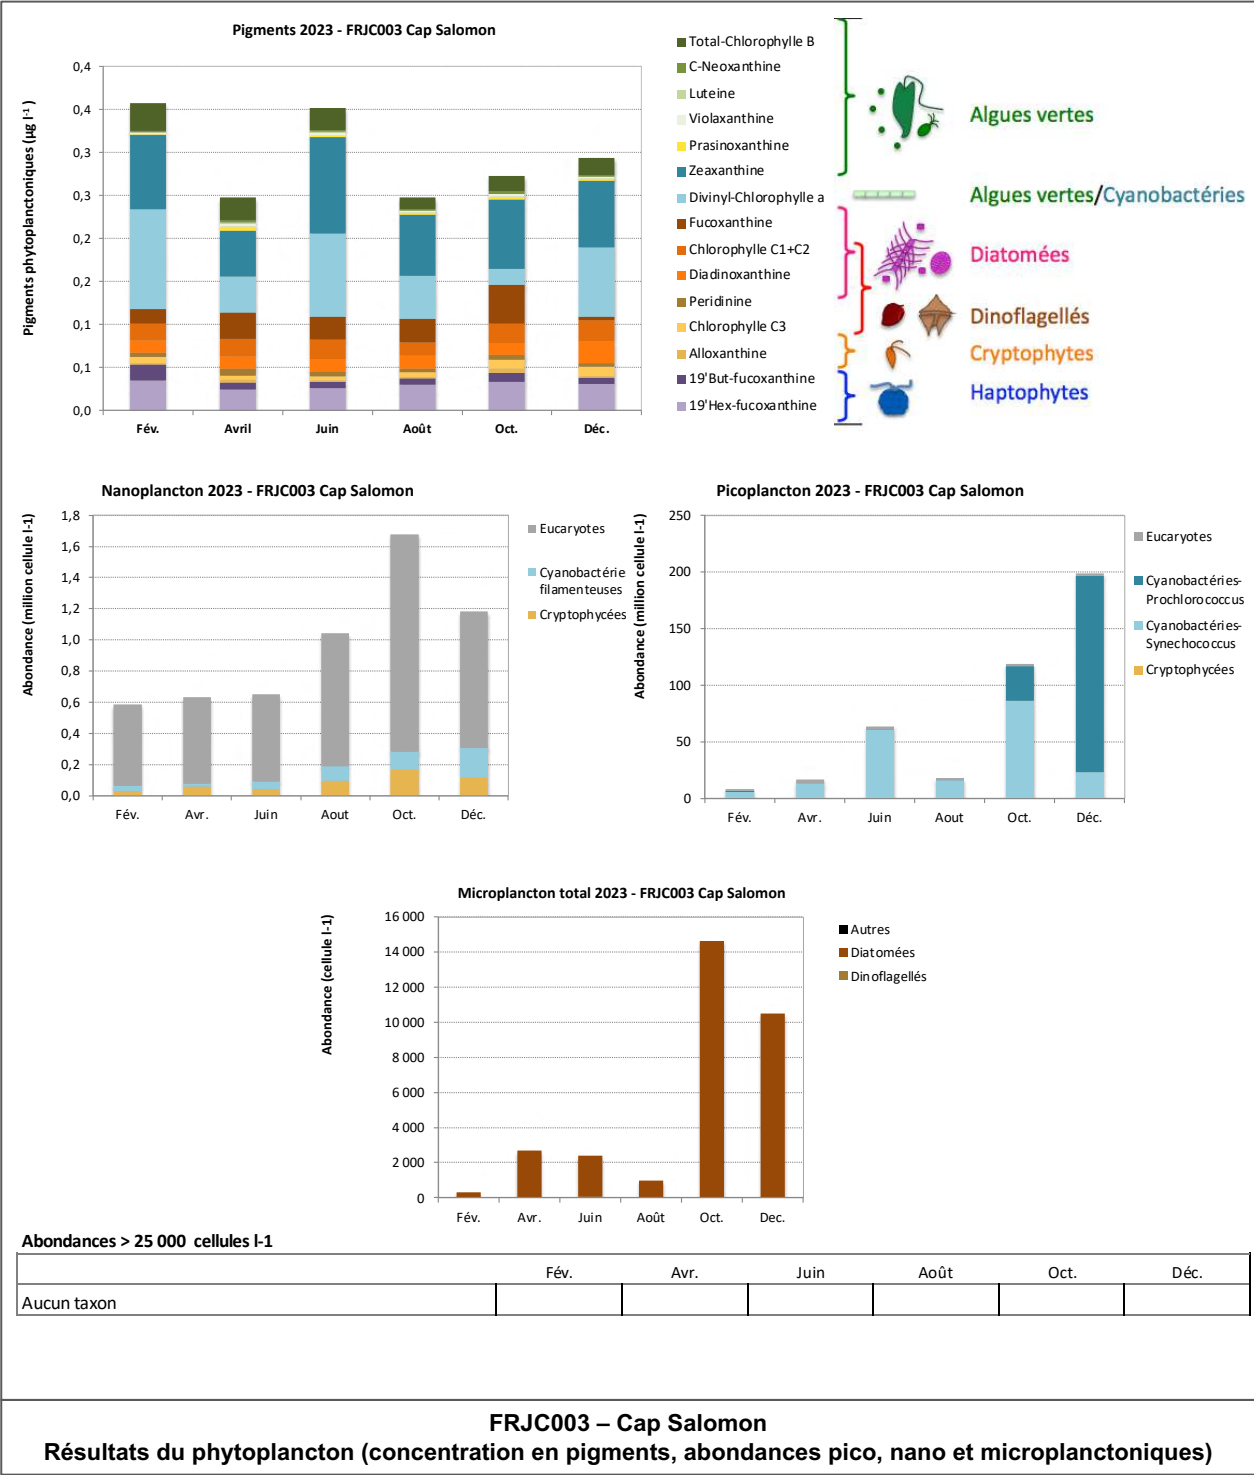 Pigments 2023 - FRJC003 Cap Salomon
Pigments phytoplanctoniques (µg l-1)
0,4
0,4
0,3
0,3
0,2
0,2
0,1
0,1
0,0
Fév.
Avril
Juin
Août
Oct.
Déc.
Total-Chlorophylle B
C-Neoxanthine
Luteine
Violaxanthine
Prasinoxanthine
Zeaxanthine
Divinyl-Chlorophylle a
Fucoxanthine
Chlorophylle C1+C2
Diadinoxanthine
Peridinine
Chlorophylle C3
Alloxanthine
19'But-fucoxanthine
19'Hex-fucoxanthine
Algues vertes
Algues vertes/Cyanobactéries
Diatomées
Dinoflagellés
Cryptophytes
Haptophytes
Nanoplancton 2023 - FRJC003 Cap Salomon
Abondance (million cellule l-1)
1,8
1,6
1,4
1,2
1,0
0,8
0,6
0,4
0,2
0,0
Fév.
Avr.
Juin
Aout
Oct.
Déc.
Eucaryotes
Cyanobactérie
filamenteuses
Cryptophycées
Picoplancton 2023 - FRJC003 Cap Salomon
Abondance (million cellule l-1)
250
200
150
100
50
0
Fév.
Avr.
Juin
Aout
Oct.
Déc.
Eucaryotes
Cyanobactéries-
Prochlorococcus
Cyanobactéries-
Synechococcus
Cryptophycées
Microplancton total 2023 - FRJC003 Cap Salomon
Abondance (cellule l-1)
16 000
14 000
12 000
10 000
8 000
6 000
4 000
2 000
0
Fév.
Avr.
Juin
Août
Oct.
Dec.
Autres
Diatomées
Dinoflagellés
Abondances > 25 000 cellules l-1
Fév. Avr. Juin Août Oct. Déc.
Aucun taxon
FRJC003 – Cap Salomon
Résultats du phytoplancton (concentration en pigments, abondances pico, nano et microplanctoniques)